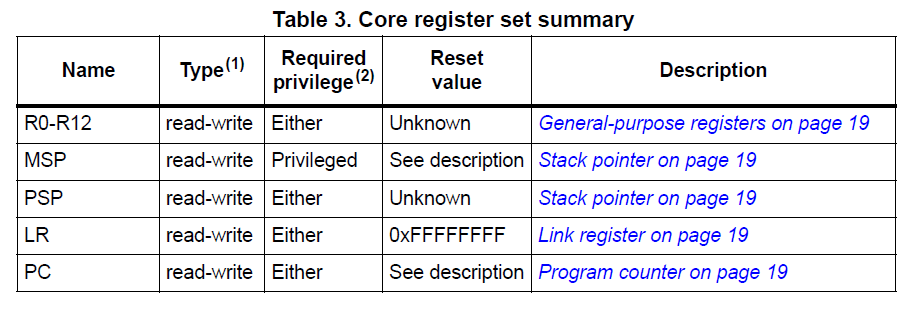 Table 3. Core register set summary
Name Type(1) Required privilege(2) Reset value Description
R0-R12 read-write Either Unknown General-purpose registers on page 19
MSP read-write Privileged See description Stack pointer on page 19
PSP read-write Either Unknown Stack pointer on page 19
LR read-write Either 0xFFFFFFFF Link register on page 19
PC read-write Either See description Program counter on page 19